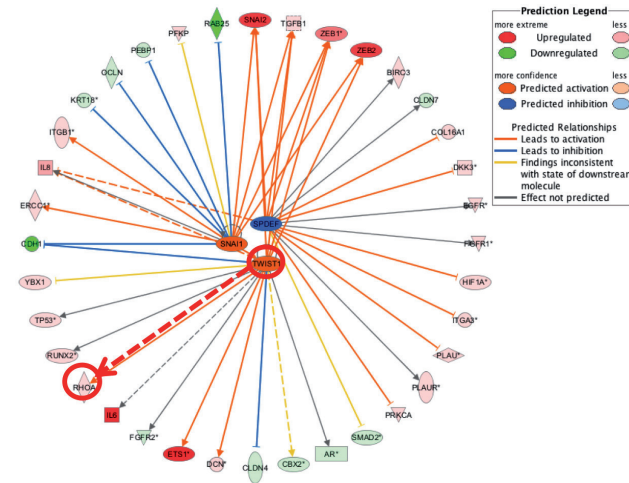 Prediction Legend
more extreme less
Upregulated
Downregulated
more confidence less
Predicted activation
Predicted inhibition
Predicted Relationships
Leads to activation
Leads to inhibition
Findings inconsistent
with state of downstream
molecule
Effect not predicted
RAB25
SNAI2
TGFB1
ZEB1*
ZEB2
PFKP
PEBP1
OCLN
KRT18*
ITGB1*
IL8
ERCC1*
CDH1
YBX1
TP53*
RUNX2*
RHOA
IL6
FGFR2*
ETS1*
DCN*
CLDN4
CBX2*
AR*
SMAD2*
PRKCA
PLAUR*
PLAU*
ITGA3*
HIF1A*
FGFR1*
EGFR*
DKK3*
COL16A1
CLDN7
BIRC3
SPDEF
SNAI1
TWIST1